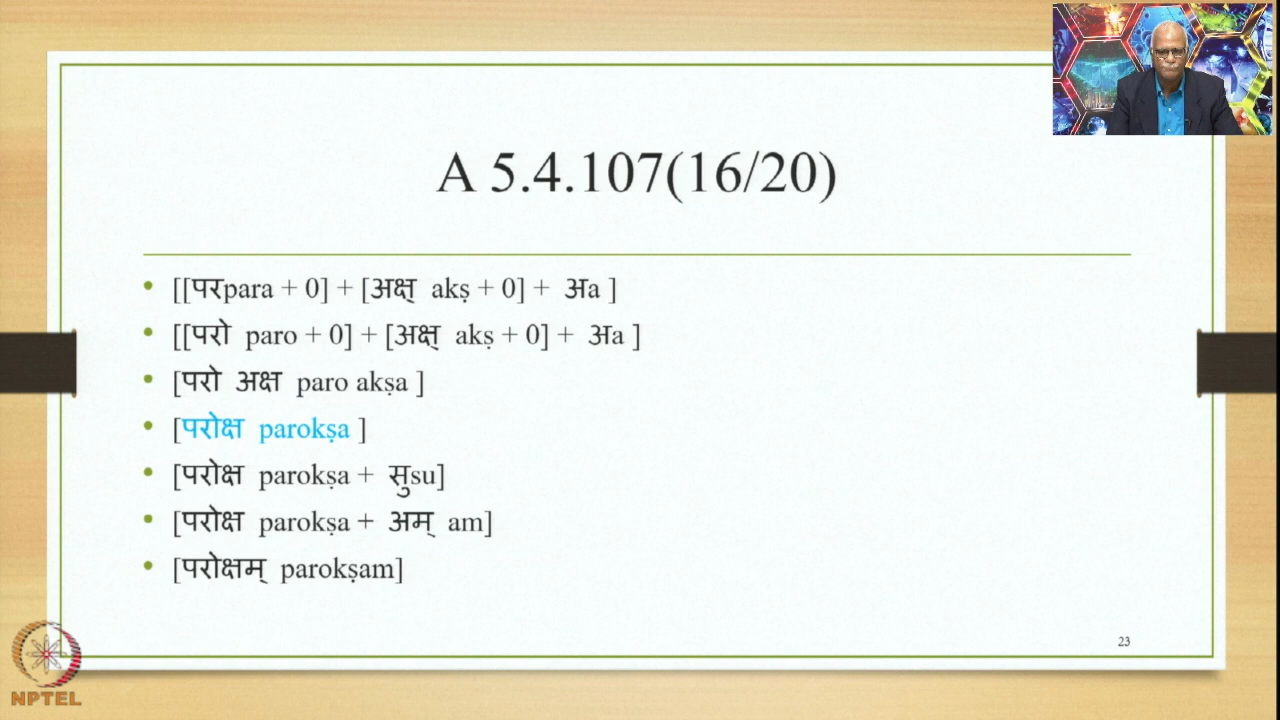 A 5.4.107(16/20)
• [[परpara + 0] + [अक्ष् akṣ + 0] + अa ]
• [[परो paro + 0] + [अक्ष् akṣ + 0] + अa ]
• [परो अक्ष paro akṣa ]
• [परोक्ष parokṣa ]
• [परोक्ष parokṣa + सुsu]
• [परोक्ष parokṣa + अम् am]
• [परोक्षम् parokṣam]
23
NPTEL